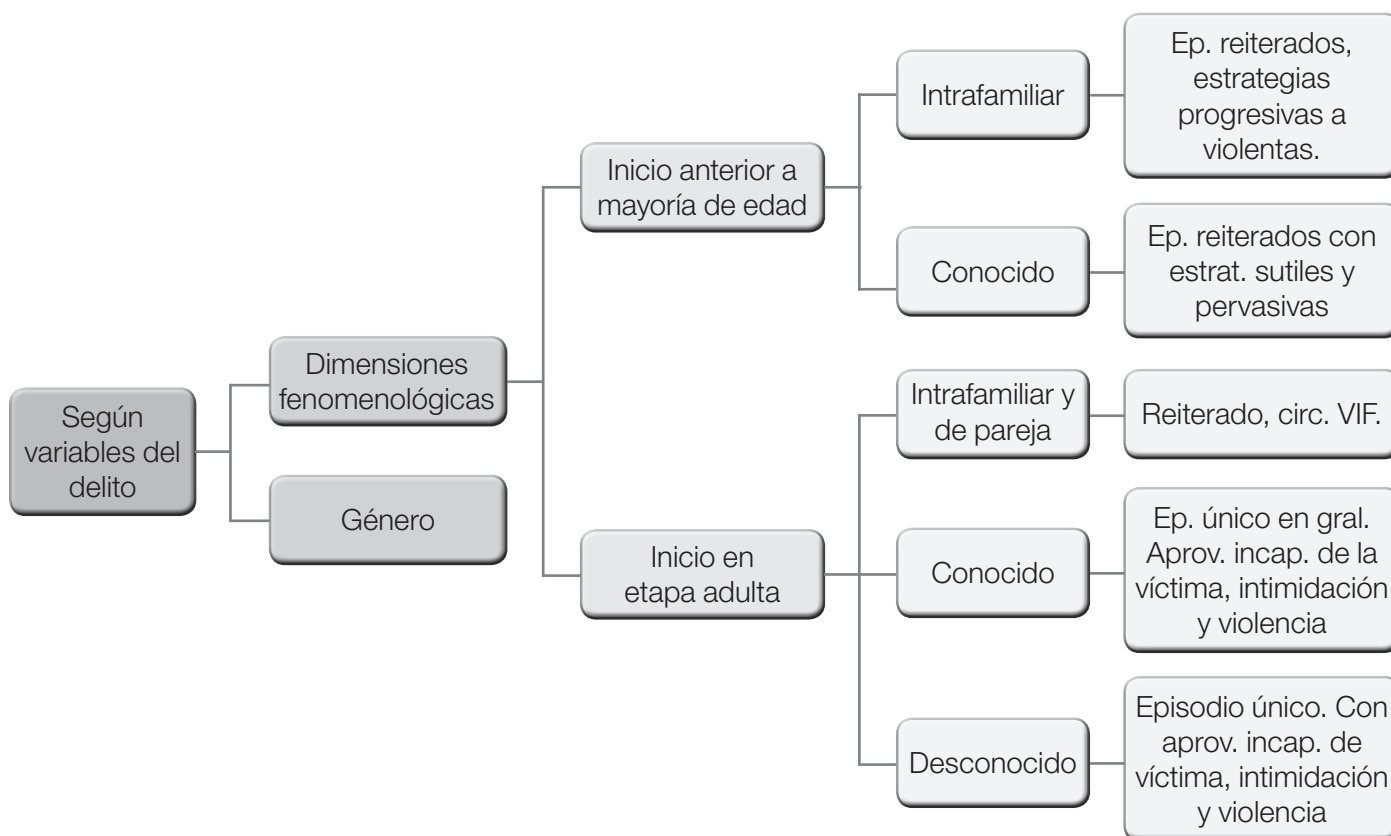 Según
variables del
delito
Dimensiones
fenomenológicas
Género
Inicio anterior a
mayoría de edad
Inicio en
etapa adulta
Intrafamiliar
Ep. reiterados,
estrategias
progresivas a
violentas.
Conocido
Ep. reiterados con
estrat. sutiles y
pervasivas
Intrafamiliar y
de pareja
Reiterado, circ. VIF.
Conocido
Ep. único en gral.
Aprov. incap. de la
víctima, intimidación
y violencia
Desconocido
Episodio único. Con
aprov. incap. de
víctima, intimidación
y violencia